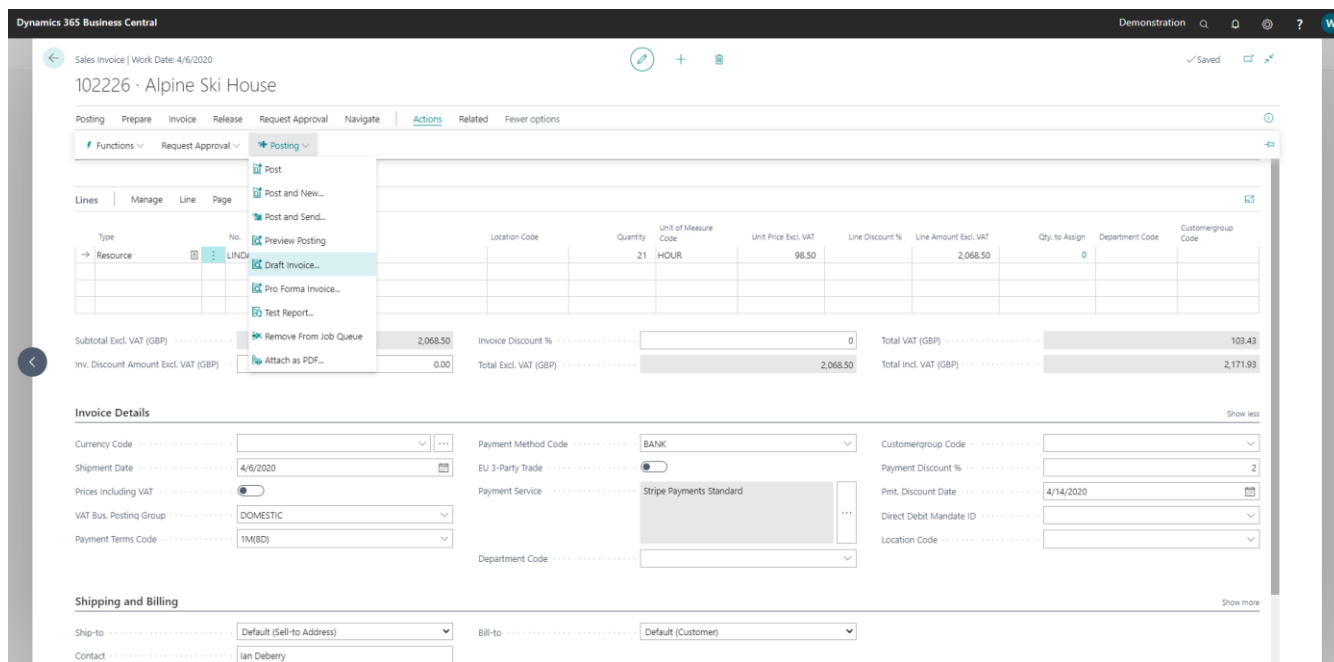 Dynamics 365 Business Central Demonstration ?
Sales Invoice | Work Date: 4/6/2020 Saved
102226 · Alpine Ski House
Posting Prepare Invoice Release Request Approval Navigate Actions Related Fewer options
Functions Request Approval Posting
Post
Post and New...
Post and Send...
Preview Posting
Draft Invoice...
Pro Forma Invoice...
Test Report...
Remove From Job Queue
Attach as PDF...
Lines Manage Line Page
Type No. Location Code Quantity Unit of Measure Code Unit Price Excl. VAT Line Discount % Line Amount Excl. VAT Qty. to Assign Department Code Customergroup Code
Resource LINDA 21 HOUR 98.50 2,068.50 0
Subtotal Excl. VAT (GBP) 2,068.50 Invoice Discount % 0 Total VAT (GBP) 103.43
Inv. Discount Amount Excl. VAT (GBP) 0.00 Total Excl. VAT (GBP) 2,068.50 Total Incl. VAT (GBP) 2,171.93
Invoice Details Show less
Currency Code Payment Method Code BANK Customergroup Code
Shipment Date 4/6/2020 EU 3-Party Trade Payment Discount % 2
Prices Including VAT Payment Service Stripe Payments Standard Pmt. Discount Date 4/14/2020
VAT Bus. Posting Group DOMESTIC Direct Debit Mandate ID
Payment Terms Code 1M(8D) Location Code
Department Code
Shipping and Billing Show more
Ship-to Default (Sell-to Address) Bill-to Default (Customer)
Contact Ian Deberry